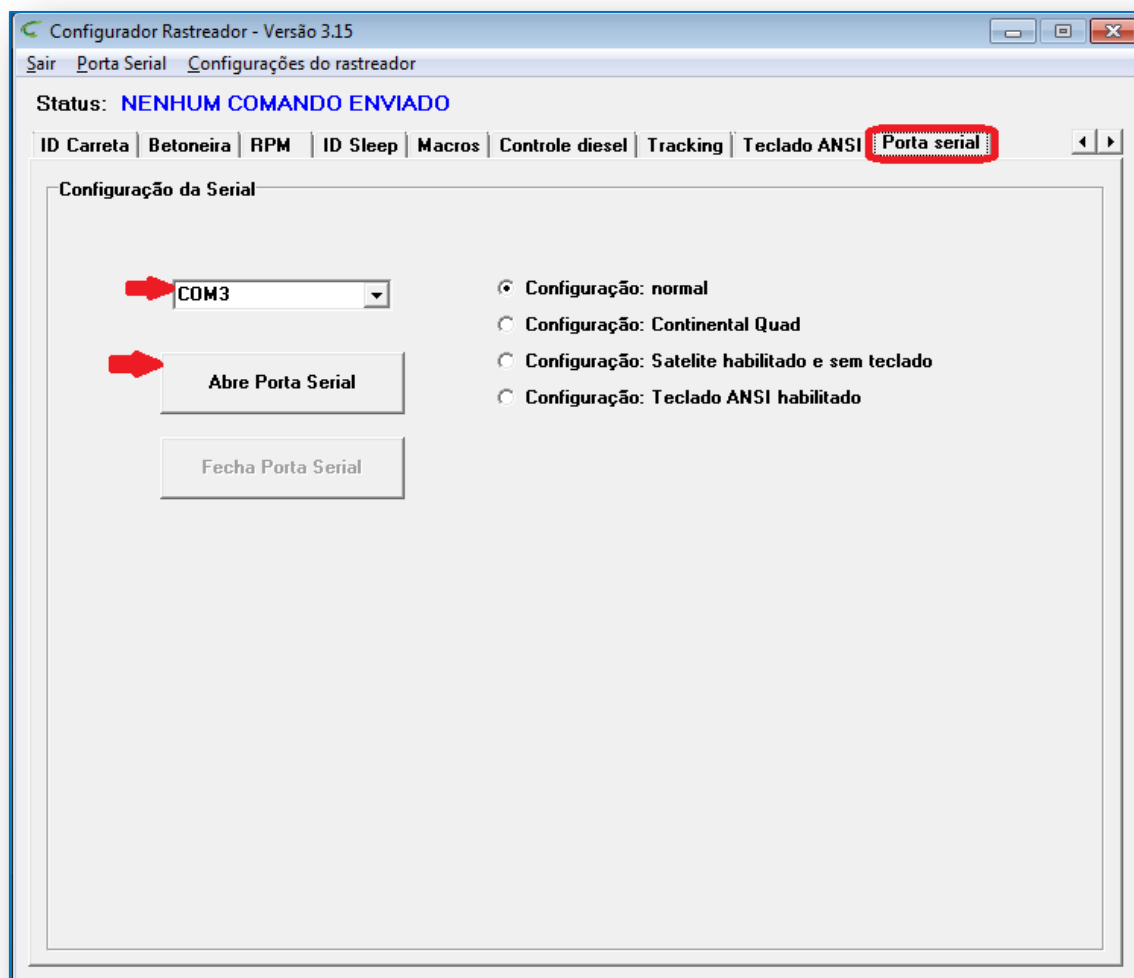 Configurador Rastreador - Versão 3.15
Sair Porta Serial Configurações do rastreador
Status: NENHUM COMANDO ENVIADO
ID Carreta Betoneira RPM ID Sleep Macros Controle diesel Tracking Teclado ANSI Porta serial
Configuração da Serial
COM3
Abre Porta Serial
Fecha Porta Serial
Configuração: normal
Configuração: Continental Quad
Configuração: Satelite habilitado e sem teclado
Configuração: Teclado ANSI habilitado